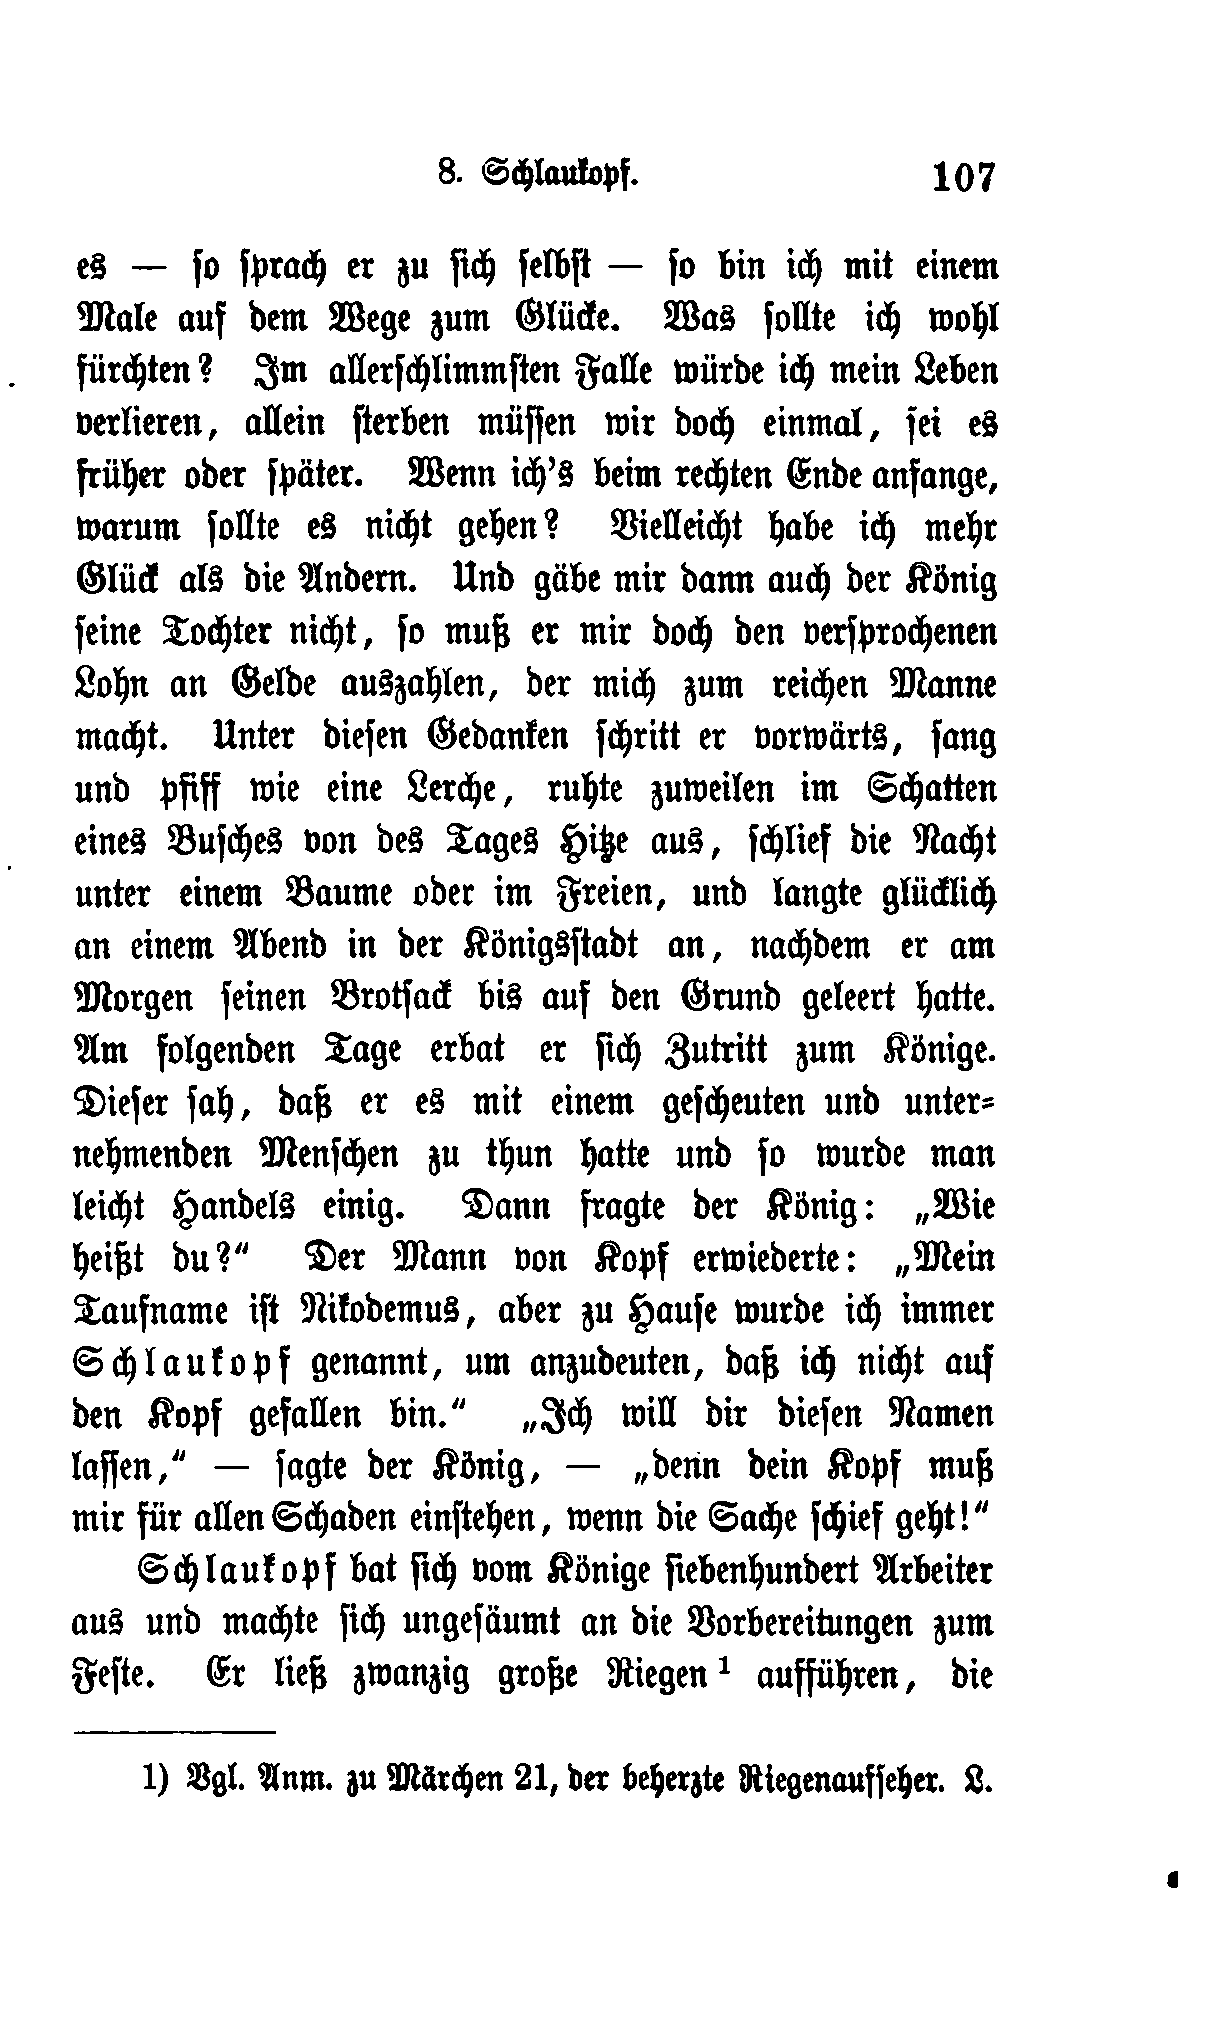 8. Schlaukopf. 107
es — so sprach er zu sich selbst — so bin ich mit einem
Male auf dem Wege zum Glücke. Was sollte ich wohl
fürchten? Im allerschlimmsten Falle würde ich mein Leben
verlieren, allein sterben müssen wir doch einmal, sei es
früher oder später. Wenn ich's beim rechten Ende anfange,
warum sollte es nicht gehen? Vielleicht habe ich mehr
Glück als die Andern. Und gäbe mir dann auch der König
seine Tochter nicht, so muß er mir doch den versprochenen
Lohn an Gelde auszahlen, der mich zum reichen Manne
macht. Unter diesen Gedanken schritt er vorwärts, sang
und pfiff wie eine Lerche, ruhte zuweilen im Schatten
eines Busches von des Tages Hitze aus, schlief die Nacht
unter einem Baume oder im Freien, und langte glücklich
an einem Abend in der Königsstadt an, nachdem er am
Morgen seinen Brotsack bis auf den Grund geleert hatte.
Am folgenden Tage erbat er sich Zutritt zum Könige.
Dieser sah, daß er es mit einem gescheuten und unter-
nehmenden Menschen zu thun hatte und so wurde man
leicht Handels einig. Dann fragte der König: „Wie
heißt du?“ Der Mann von Kopf erwiederte: „Mein
Taufname ist Nikodemus, aber zu Hause wurde ich immer
Schlaukopf genannt, um anzudeuten, daß ich nicht auf
den Kopf gefallen bin.“ „Ich will dir diesen Namen
lassen,“ — sagte der König, — „denn dein Kopf muß
mir für allen Schaden einstehen, wenn die Sache schief geht!“
Schlaukopf bat sich vom Könige siebenhundert Arbeiter
aus und machte sich ungesäumt an die Vorbereitungen zum
Feste. Er ließ zwanzig große Riegen¹ aufführen, die
1) Vgl. Anm. zu Märchen 21, der beherzte Riegenaufseher. L.